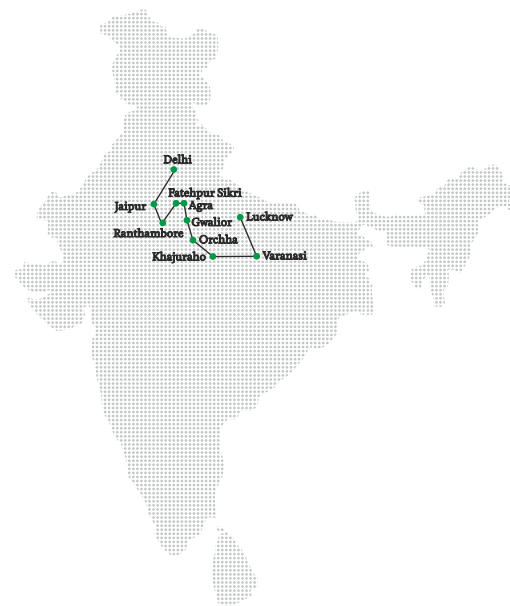 Delhi
Fatehpur Sikri
Jaipur
Agra
Lucknow
Gwalior
Ranthambore
Orchha
Khajuraho
Varanasi